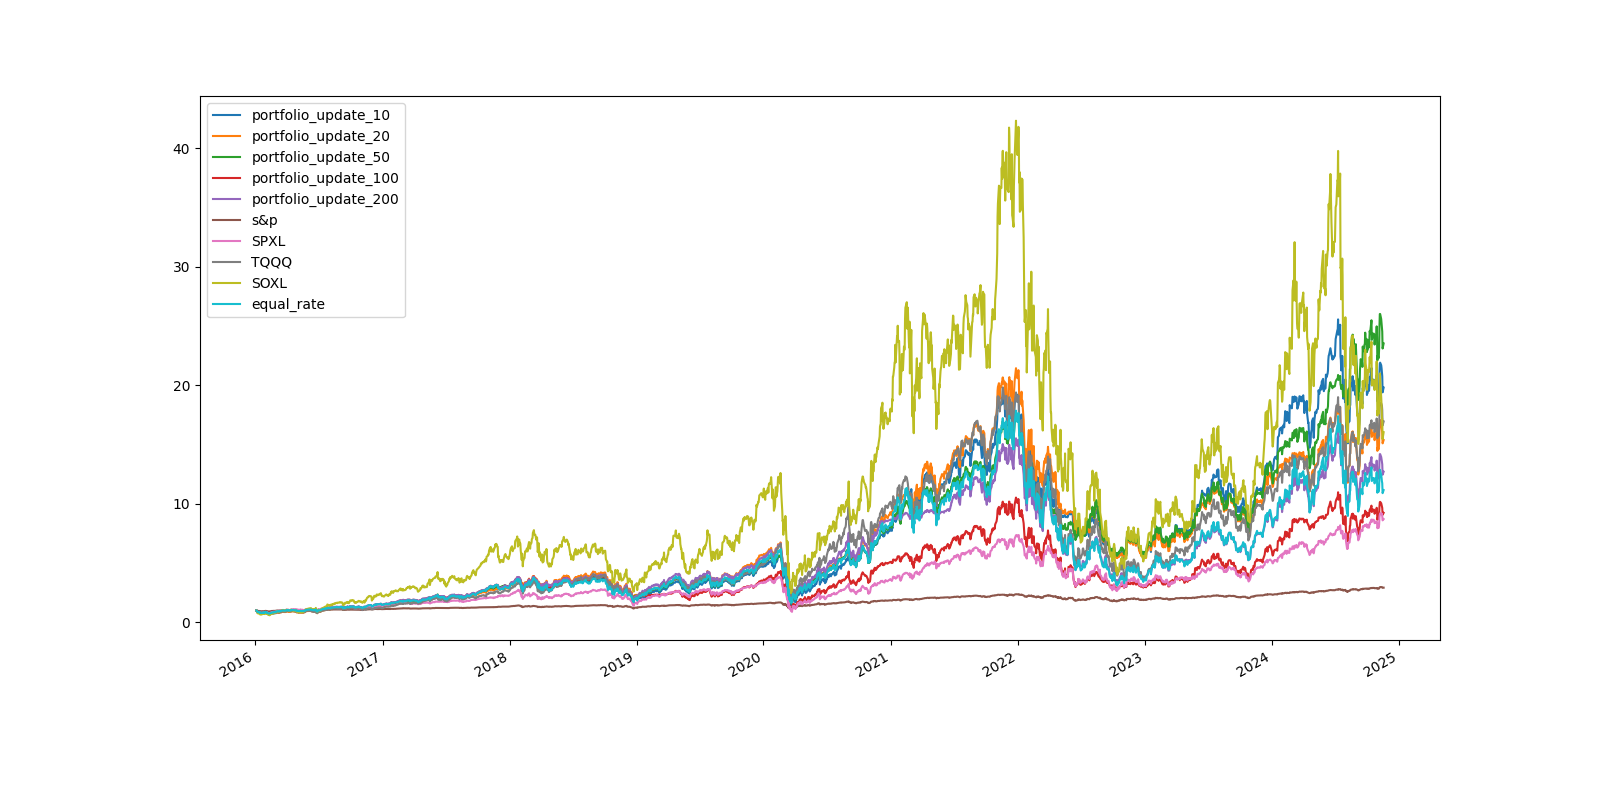 portfolio_update_10
portfolio_update_20
portfolio_update_50
portfolio_update_100
portfolio_update_200
s&p
SPXL
TQQQ
SOXL
equal_rate
40
30
20
10
0
2016
2017
2018
2019
2020
2021
2022
2023
2024
2025